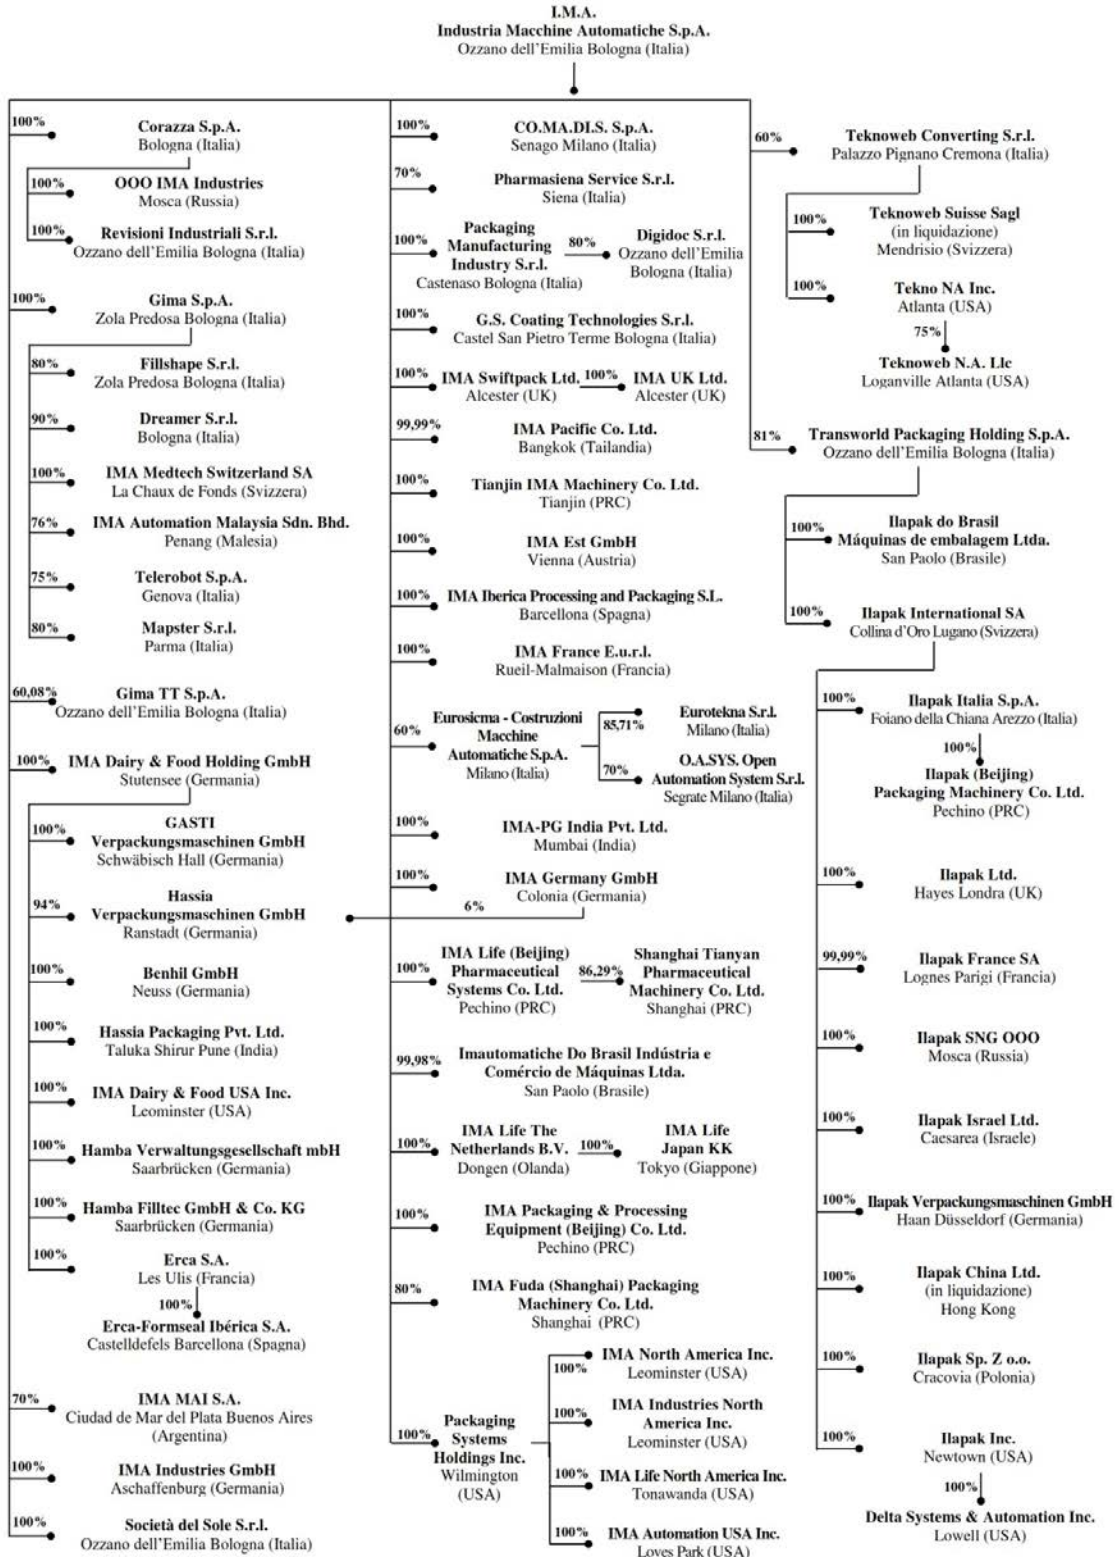 I.M.A.
Industria Macchine Automatiche S.p.A.
Ozzano dell'Emilia Bologna (Italia)
100%
Corazza S.p.A.
Bologna (Italia)
100%
OOO IMA Industries
Mosca (Russia)
100%
Revisioni Industriali S.r.l.
Ozzano dell'Emilia Bologna (Italia)
100%
Gima S.p.A.
Zola Predosa Bologna (Italia)
80%
Fillshape S.r.l.
Zola Predosa Bologna (Italia)
90%
Dreamer S.r.l.
Bologna (Italia)
100%
IMA Medtech Switzerland SA
La Chaux de Fonds (Svizzera)
76%
IMA Automation Malaysia Sdn. Bhd.
Penang (Malesia)
75%
Telerobot S.p.A.
Genova (Italia)
80%
Mapster S.r.l.
Parma (Italia)
60,08%
Gima TT S.p.A.
Ozzano dell'Emilia Bologna (Italia)
100%
IMA Dairy & Food Holding GmbH
Stutensee (Germania)
100%
GASTI
Verpackungsmaschinen GmbH
Schwäbisch Hall (Germania)
94%
Hassia
Verpackungsmaschinen GmbH
Ranstadt (Germania)
100%
Benhil GmbH
Neuss (Germania)
100%
Hassia Packaging Pvt. Ltd.
Taluka Shirur Pune (India)
100%
IMA Dairy & Food USA Inc.
Leominster (USA)
100%
Hamba Verwaltungsgesellschaft mbH
Saarbrücken (Germania)
100%
Hamba Filltec GmbH & Co. KG
Saarbrücken (Germania)
100%
Erca S.A.
Les Ulis (Francia)
100%
Erca-Formseal Ibérica S.A.
Castelldefels Barcellona (Spagna)
70%
IMA MAI S.A.
Ciudad de Mar del Plata Buenos Aires
(Argentina)
100%
IMA Industries GmbH
Aschaffenburg (Germania)
100%
Società del Sole S.r.l.
Ozzano dell'Emilia Bologna (Italia)
100%
CO.MA.DI.S. S.p.A.
Senago Milano (Italia)
70%
Pharmasiena Service S.r.l.
Siena (Italia)
100%
Packaging
Manufacturing
Industry S.r.l.
Castenaso Bologna (Italia)
80%
Digidoc S.r.l.
Ozzano dell'Emilia
Bologna (Italia)
100%
G.S. Coating Technologies S.r.l.
Castel San Pietro Terme Bologna (Italia)
100%
IMA Swiftpack Ltd.
Alcester (UK)
100%
IMA UK Ltd.
Alcester (UK)
99,99%
IMA Pacific Co. Ltd.
Bangkok (Tailandia)
100%
Tianjin IMA Machinery Co. Ltd.
Tianjin (PRC)
100%
IMA Est GmbH
Vienna (Austria)
100%
IMA Iberica Processing and Packaging S.L.
Barcellona (Spagna)
100%
IMA France E.u.r.l.
Rueil-Malmaison (Francia)
60%
Eurosicma - Costruzioni
Macchine
Automatiche S.p.A.
Milano (Italia)
85,71%
Eurotekna S.r.l.
Milano (Italia)
70%
O.A.SYS. Open
Automation System S.r.l.
Segrate Milano (Italia)
100%
IMA-PG India Pvt. Ltd.
Mumbai (India)
100%
IMA Germany GmbH
Colonia (Germania)
6%
100%
IMA Life (Beijing)
Pharmaceutical
Systems Co. Ltd.
Pechino (PRC)
86,29%
Shanghai Tianyan
Pharmaceutical
Machinery Co. Ltd.
Shanghai (PRC)
99,98%
Imautomatiche Do Brasil Indústria e
Comércio de Máquinas Ltda.
San Paolo (Brasile)
100%
IMA Life The
Netherlands B.V.
Dongen (Olanda)
100%
IMA Life
Japan KK
Tokyo (Giappone)
100%
IMA Packaging & Processing
Equipment (Beijing) Co. Ltd.
Pechino (PRC)
80%
IMA Fuda (Shanghai) Packaging
Machinery Co. Ltd.
Shanghai (PRC)
100%
Packaging
Systems
Holdings Inc.
Wilmington
(USA)
100%
IMA North America Inc.
Leominster (USA)
100%
IMA Industries North
America Inc.
Leominster (USA)
100%
IMA Life North America Inc.
Tonawanda (USA)
100%
IMA Automation USA Inc.
Loves Park (USA)
60%
Teknoweb Converting S.r.l.
Palazzo Pignano Cremona (Italia)
100%
Teknoweb Suisse Sagl
(in liquidazione)
Mendrisio (Svizzera)
100%
Tekno NA Inc.
Atlanta (USA)
75%
Teknoweb N.A. Llc
Loganville Atlanta (USA)
81%
Transworld Packaging Holding S.p.A.
Ozzano dell'Emilia Bologna (Italia)
100%
Ilapak do Brasil
Máquinas de embalagem Ltda.
San Paolo (Brasile)
100%
Ilapak International SA
Collina d'Oro Lugano (Svizzera)
100%
Ilapak Italia S.p.A.
Foiano della Chiana Arezzo (Italia)
100%
Ilapak (Beijing)
Packaging Machinery Co. Ltd.
Pechino (PRC)
100%
Ilapak Ltd.
Hayes Londra (UK)
99,99%
Ilapak France SA
Lognes Parigi (Francia)
100%
Ilapak SNG OOO
Mosca (Russia)
100%
Ilapak Israel Ltd.
Caesarea (Israele)
100%
Ilapak Verpackungsmaschinen GmbH
Haan Düsseldorf (Germania)
100%
Ilapak China Ltd.
(in liquidazione)
Hong Kong
100%
Ilapak Sp. Z o.o.
Cracovia (Polonia)
100%
Ilapak Inc.
Newtown (USA)
100%
Delta Systems & Automation Inc.
Lowell (USA)